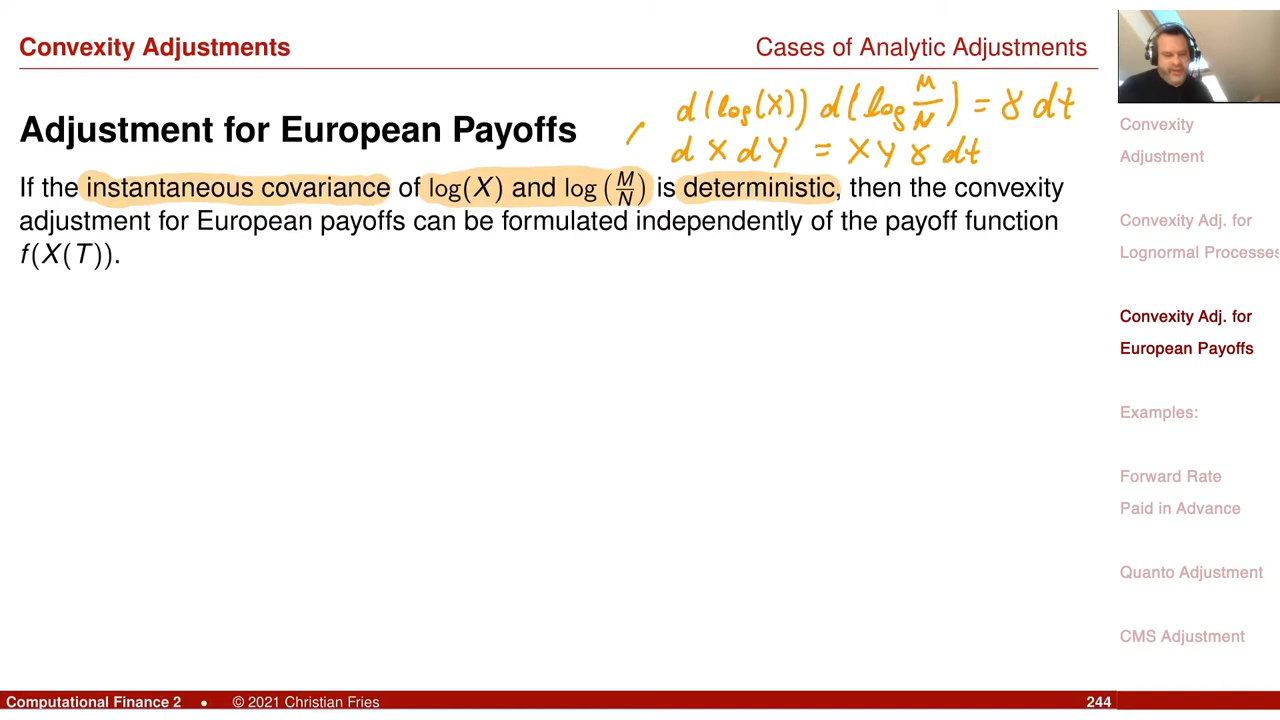 Convexity Adjustments
Cases of Analytic Adjustments
d(log(X)) d(log M/N) = γ dt
Adjustment for European Payoffs
d X d Y = X Y γ dt
If the instantaneous covariance of log(X) and log(M/N) is deterministic, then the convexity
adjustment for European payoffs can be formulated independently of the payoff function
f(X(T)).
Convexity
Adjustment
Convexity Adj. for
Lognormal Processes
Convexity Adj. for
European Payoffs
Examples:
Forward Rate
Paid in Advance
Quanto Adjustment
CMS Adjustment
Computational Finance 2 • © 2021 Christian Fries
244